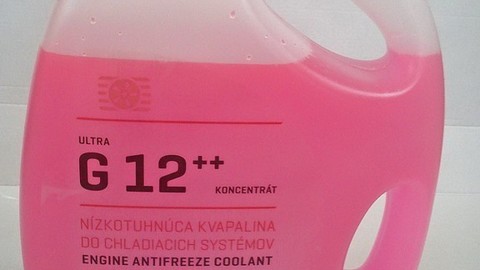 ULTRA
G 12++
KONCENTRÁT
NÍZKOTUHNÚCA KVAPALINA
DO CHLADIACICH SYSTÉMOV
ENGINE ANTIFREEZE COOLANT